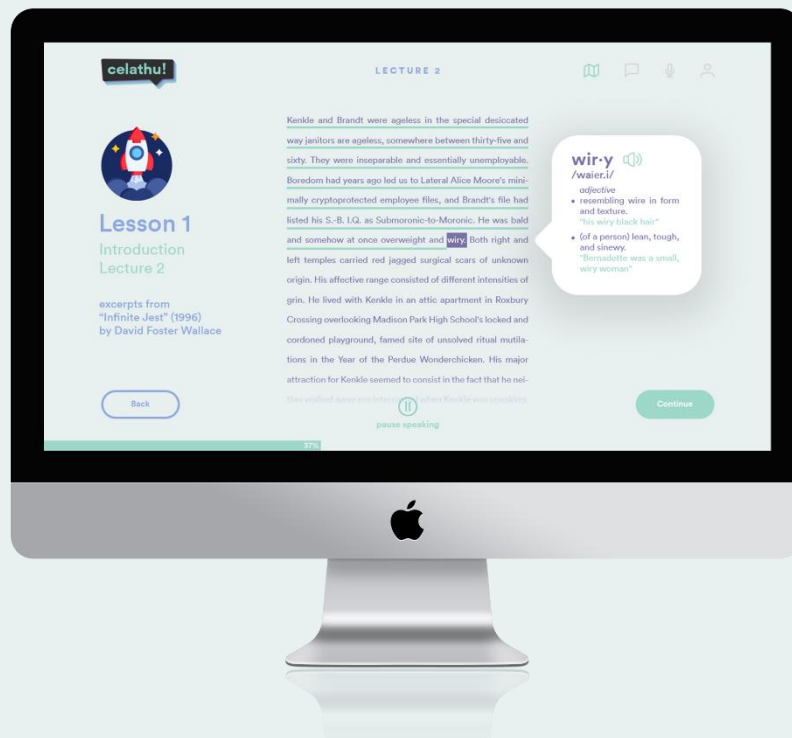 celathu!
LECTURE 2
Lesson 1
Introduction
Lecture 2
excerpts from
"Infinite Jest" (1996)
by David Foster Wallace
Kenkle and Brandt were ageless in the special desiccated
way janitors are ageless, somewhere between thirty-five and
sixty. They were inseparable and essentially unemployable.
Boredom had years ago led us to Lateral Alice Moore's mini-
mally cryptoprotected employee files, and Brandt's file had
listed his S.-B. I.Q. as Submoronic-to-Moronic. He was bald
and somehow at once overweight and wiry. Both right and
left temples carried red jagged surgical scars of unknown
origin. His affective range consisted of different intensities of
grin. He lived with Kenkle in an attic apartment in Roxbury
Crossing overlooking Madison Park High School's locked and
cordoned playground, famed site of unsolved ritual mutila-
tions in the Year of the Perdue Wonderchicken. His major
attraction for Kenkle seemed to consist in the fact that he nei-
ther walked away nor when Kenkle was speaking.
wir·y
/waier.i/
adjective
• resembling wire in form
and texture.
"his wiry black hair"
• (of a person) lean, tough,
and sinewy.
"Bernadette was a small,
wiry woman"
Back
pause speaking
Continue
37%